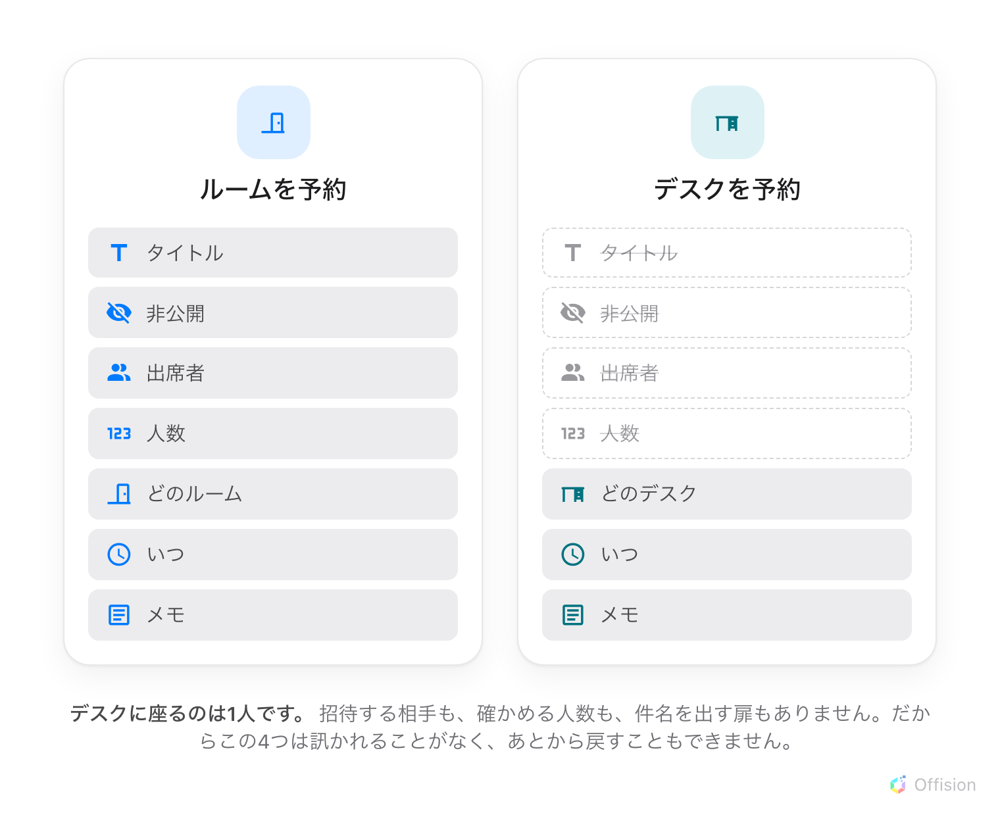 ルームを予約
タイトル
非公開
出席者
123 人数
どのルーム
いつ
メモ
デスクを予約
タイトル
非公開
出席者
123 人数
どのデスク
いつ
メモ
デスクに座るのは1人です。 招待する相手も、確かめる人数も、件名を出す扉もありません。だか
らこの4つは訊かれることがなく、あとから戻すこともできません。
Offision